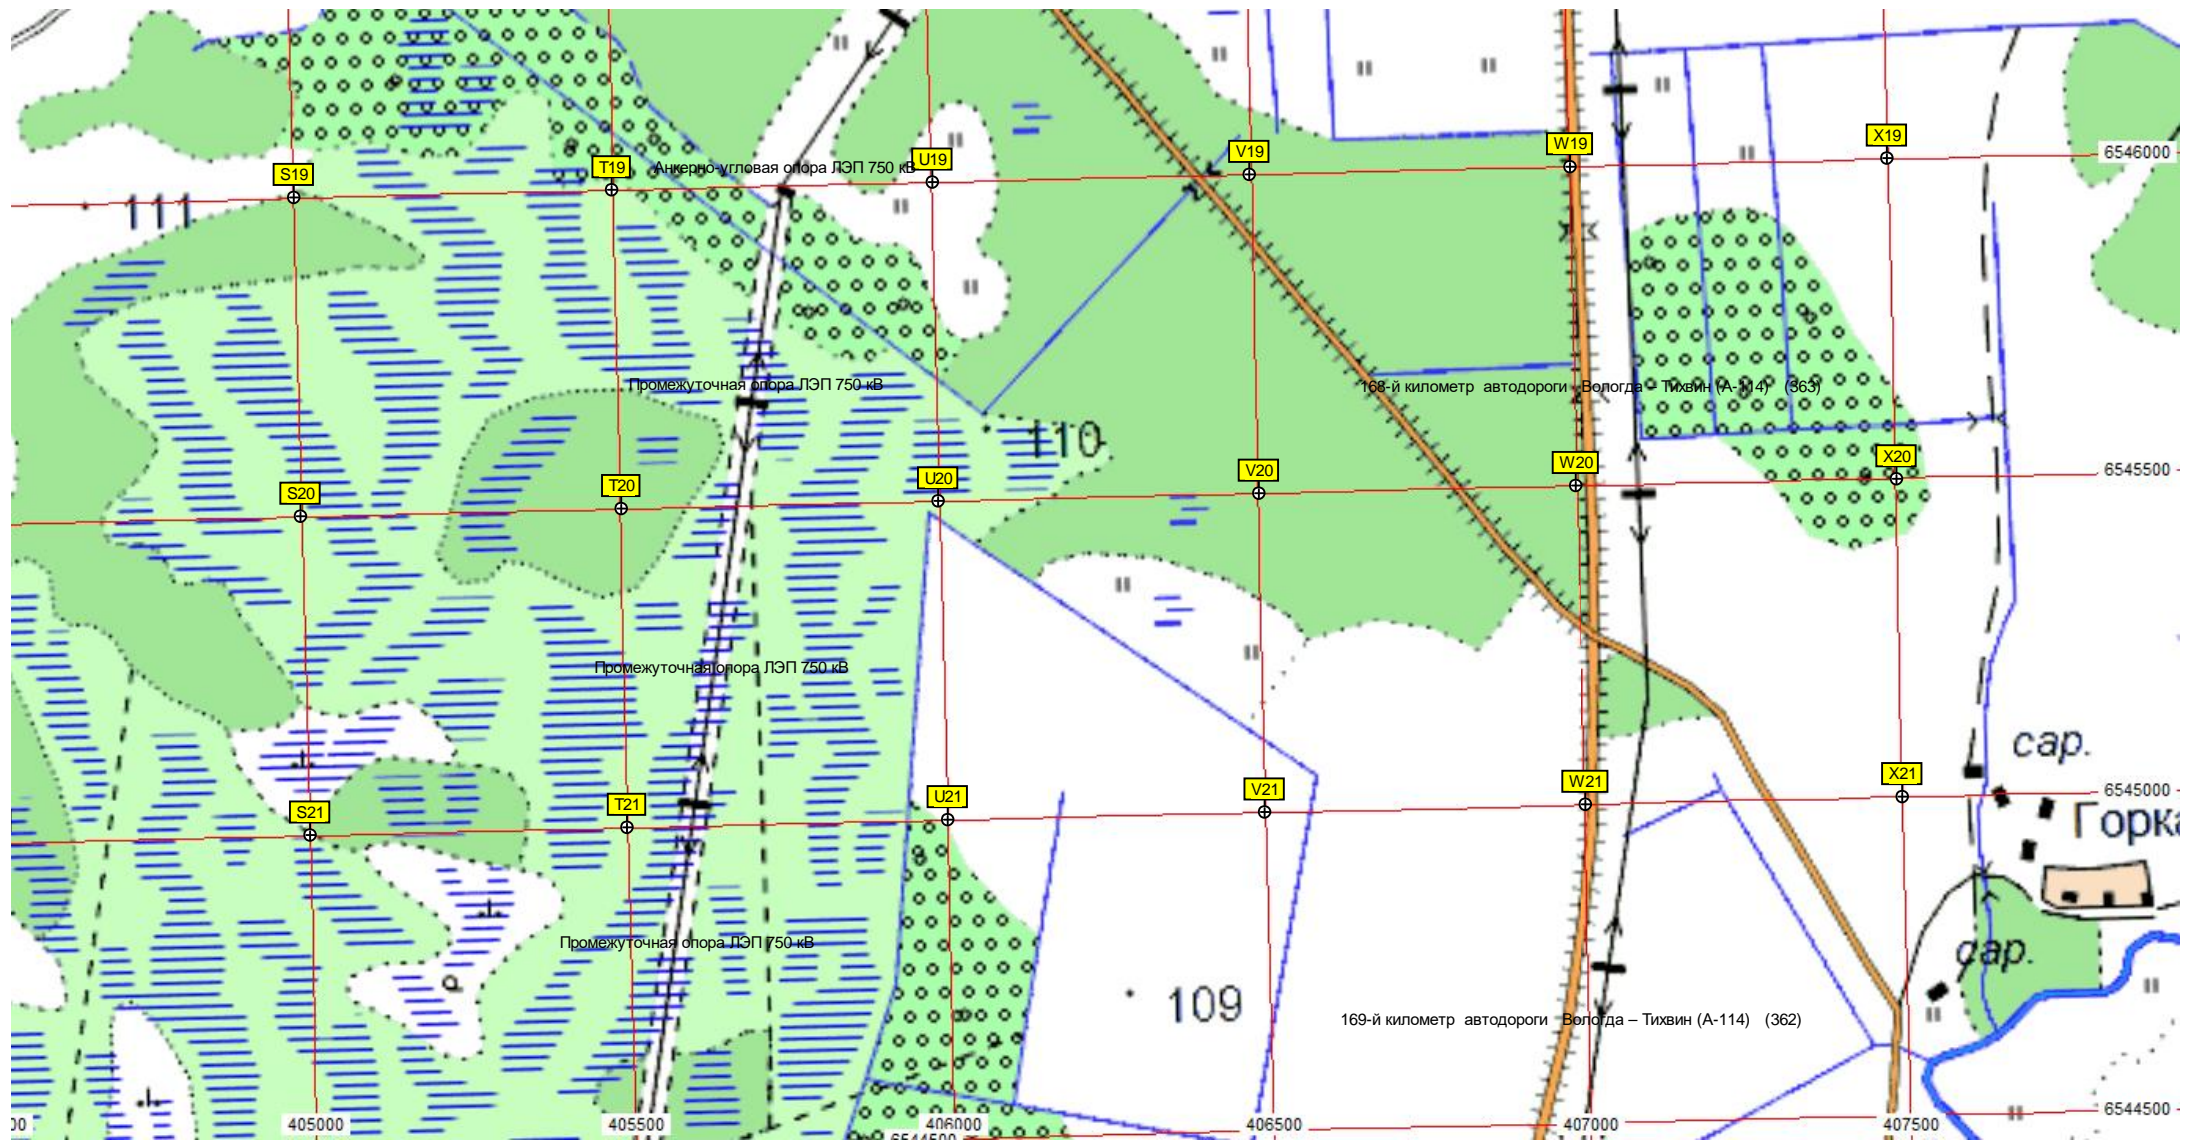 X19
W19
6546000
V19
U19
Анкерно-угловая опора ЛЭП 750 кВ
T19
S19
111
Промежуточная опора ЛЭП 750 кВ
168-й километр автодороги Вологда – Тихвин (А-114) (363)
110
X20
W20
6545500
V20
U20
T20
S20
Промежуточная опора ЛЭП 750 кВ
сар.
X21
W21
6545000
V21
U21
T21
S21
Горка
Промежуточная опора ЛЭП 750 кВ
сар.
109
169-й километр автодороги Вологда – Тихвин (А-114) (362)
6544500
00
405000
405500
406000
406500
407000
407500
6544500